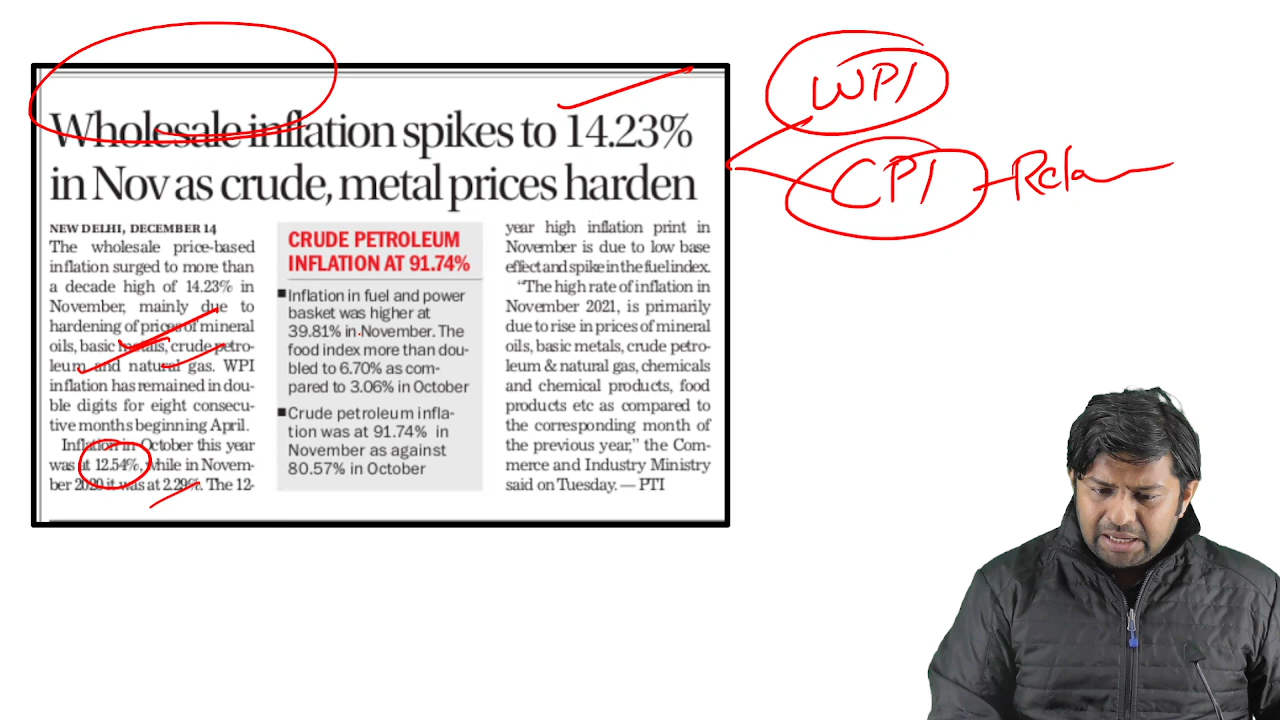 Wholesale inflation spikes to 14.23%
in Nov as crude, metal prices harden
NEW DELHI, DECEMBER 14
The wholesale price-based
inflation surged to more than
a decade high of 14.23% in
November, mainly due to
hardening of prices of mineral
oils, basic metals, crude petro-
leum and natural gas. WPI
inflation has remained in dou-
ble digits for eight consecu-
tive months beginning April.
Inflation in October this year
was at 12.54%, while in Novem-
ber 2020 it was at 2.29%. The 12-
CRUDE PETROLEUM
INFLATION AT 91.74%
■ Inflation in fuel and power
basket was higher at
39.81% in November. The
food index more than dou-
bled to 6.70% as com-
pared to 3.06% in October
■ Crude petroleum infla-
tion was at 91.74% in
November as against
80.57% in October
year high inflation print in
November is due to low base
effect and spike in the fuel index.
"The high rate of inflation in
November 2021, is primarily
due to rise in prices of mineral
oils, basic metals, crude petro-
leum & natural gas, chemicals
and chemical products, food
products etc as compared to
the corresponding month of
the previous year," the Com-
merce and Industry Ministry
said on Tuesday. — PTI
WPI
CPI